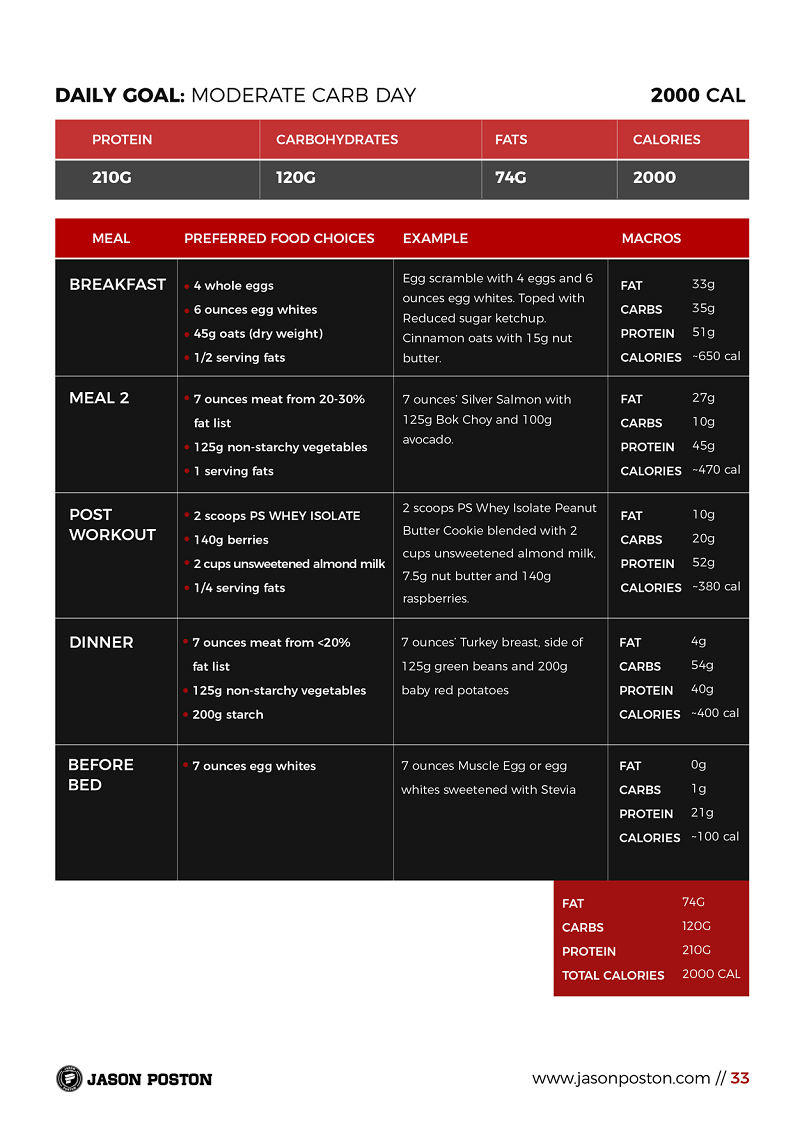 DAILY GOAL: MODERATE CARB DAY 2000 CAL
PROTEIN CARBOHYDRATES FATS CALORIES
210G 120G 74G 2000
MEAL PREFERRED FOOD CHOICES EXAMPLE MACROS
BREAKFAST
• 4 whole eggs
• 6 ounces egg whites
• 45g oats (dry weight)
• 1/2 serving fats
Egg scramble with 4 eggs and 6
ounces egg whites. Toped with
Reduced sugar ketchup.
Cinnamon oats with 15g nut
butter.
FAT 33g
CARBS 35g
PROTEIN 51g
CALORIES ~650 cal
MEAL 2
• 7 ounces meat from 20-30%
fat list
• 125g non-starchy vegetables
• 1 serving fats
7 ounces’ Silver Salmon with
125g Bok Choy and 100g
avocado.
FAT 27g
CARBS 10g
PROTEIN 45g
CALORIES ~470 cal
POST
WORKOUT
• 2 scoops PS WHEY ISOLATE
• 140g berries
• 2 cups unsweetened almond milk
• 1/4 serving fats
2 scoops PS Whey Isolate Peanut
Butter Cookie blended with 2
cups unsweetened almond milk,
7.5g nut butter and 140g
raspberries.
FAT 10g
CARBS 20g
PROTEIN 52g
CALORIES ~380 cal
DINNER
• 7 ounces meat from <20%
fat list
• 125g non-starchy vegetables
• 200g starch
7 ounces’ Turkey breast, side of
125g green beans and 200g
baby red potatoes
FAT 4g
CARBS 54g
PROTEIN 40g
CALORIES ~400 cal
BEFORE
BED
• 7 ounces egg whites
7 ounces Muscle Egg or egg
whites sweetened with Stevia
FAT 0g
CARBS 1g
PROTEIN 21g
CALORIES ~100 cal
FAT 74G
CARBS 120G
PROTEIN 210G
TOTAL CALORIES 2000 CAL
JASON POSTON
www.jasonposton.com // 33